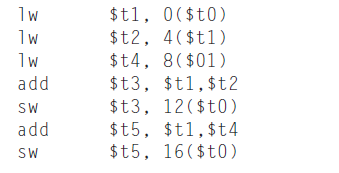 lw $t1, 0($t0)
lw $t2, 4($t1)
lw $t4, 8($01)
add $t3, $t1,$t2
sw $t3, 12($t0)
add $t5, $t1,$t4
sw $t5, 16($t0)